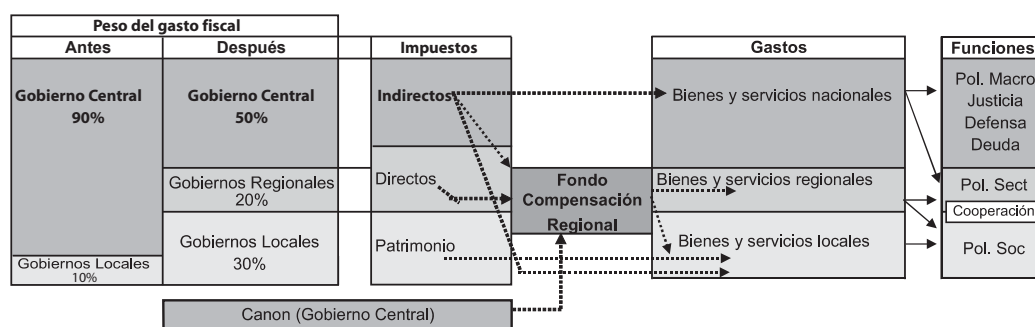 Peso del gasto fiscal
Antes
Después
Impuestos
Gastos
Funciones
Gobierno Central
90%
Gobierno Central
50%
Indirectos
Bienes y servicios nacionales
Pol. Macro
Justicia
Defensa
Deuda
Gobiernos Regionales
20%
Directos
Fondo
Compensación
Regional
Bienes y servicios regionales
Pol. Sect
Cooperación
Gobiernos Locales
10%
Gobiernos Locales
30%
Patrimonio
Bienes y servicios locales
Pol. Soc
Canon (Gobierno Central)